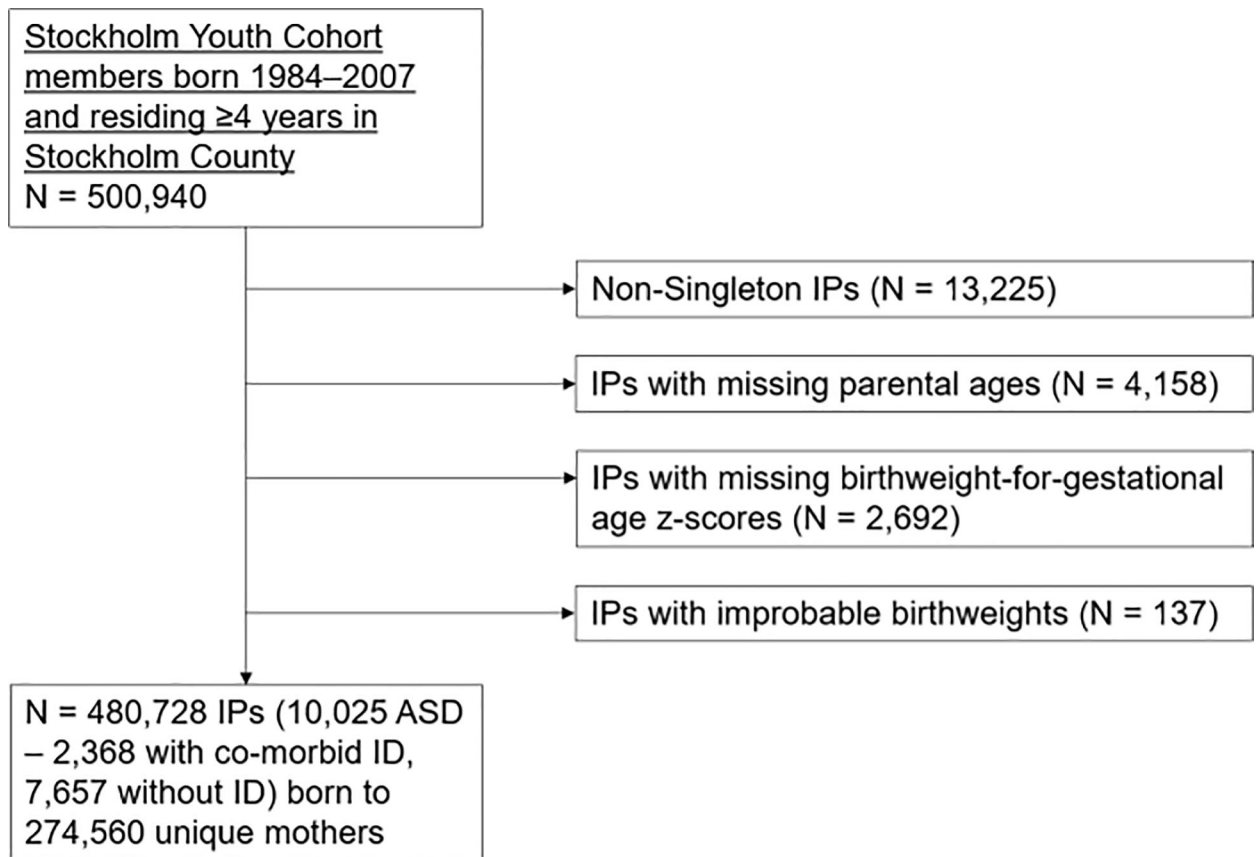 Stockholm Youth Cohort
members born 1984–2007
and residing ≥4 years in
Stockholm County
N = 500,940
Non-Singleton IPs (N = 13,225)
IPs with missing parental ages (N = 4,158)
IPs with missing birthweight-for-gestational
age z-scores (N = 2,692)
IPs with improbable birthweights (N = 137)
N = 480,728 IPs (10,025 ASD
– 2,368 with co-morbid ID,
7,657 without ID) born to
274,560 unique mothers